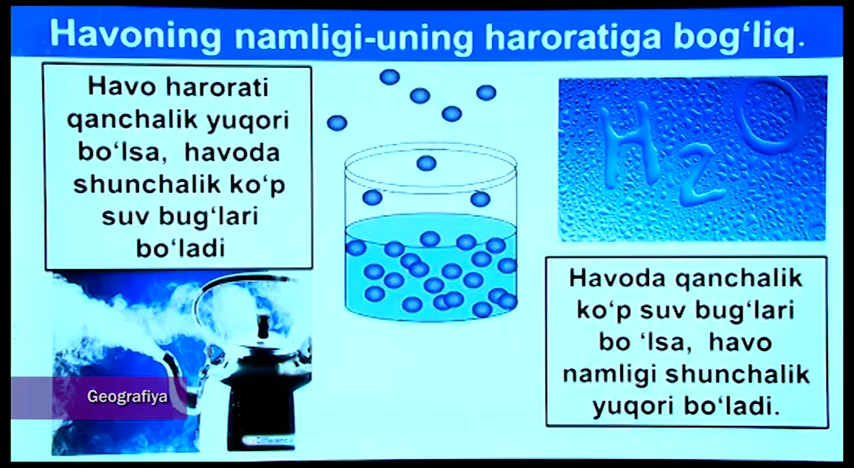 Havoning namligi-uning haroratiga bog‘liq.
Havo harorati
qanchalik yuqori
bo‘lsa, havoda
shunchalik ko‘p
suv bug‘lari
bo‘ladi
H2O
Havoda qanchalik
ko‘p suv bug‘lari
bo ‘lsa, havo
namligi shunchalik
yuqori bo‘ladi.
Geografiya